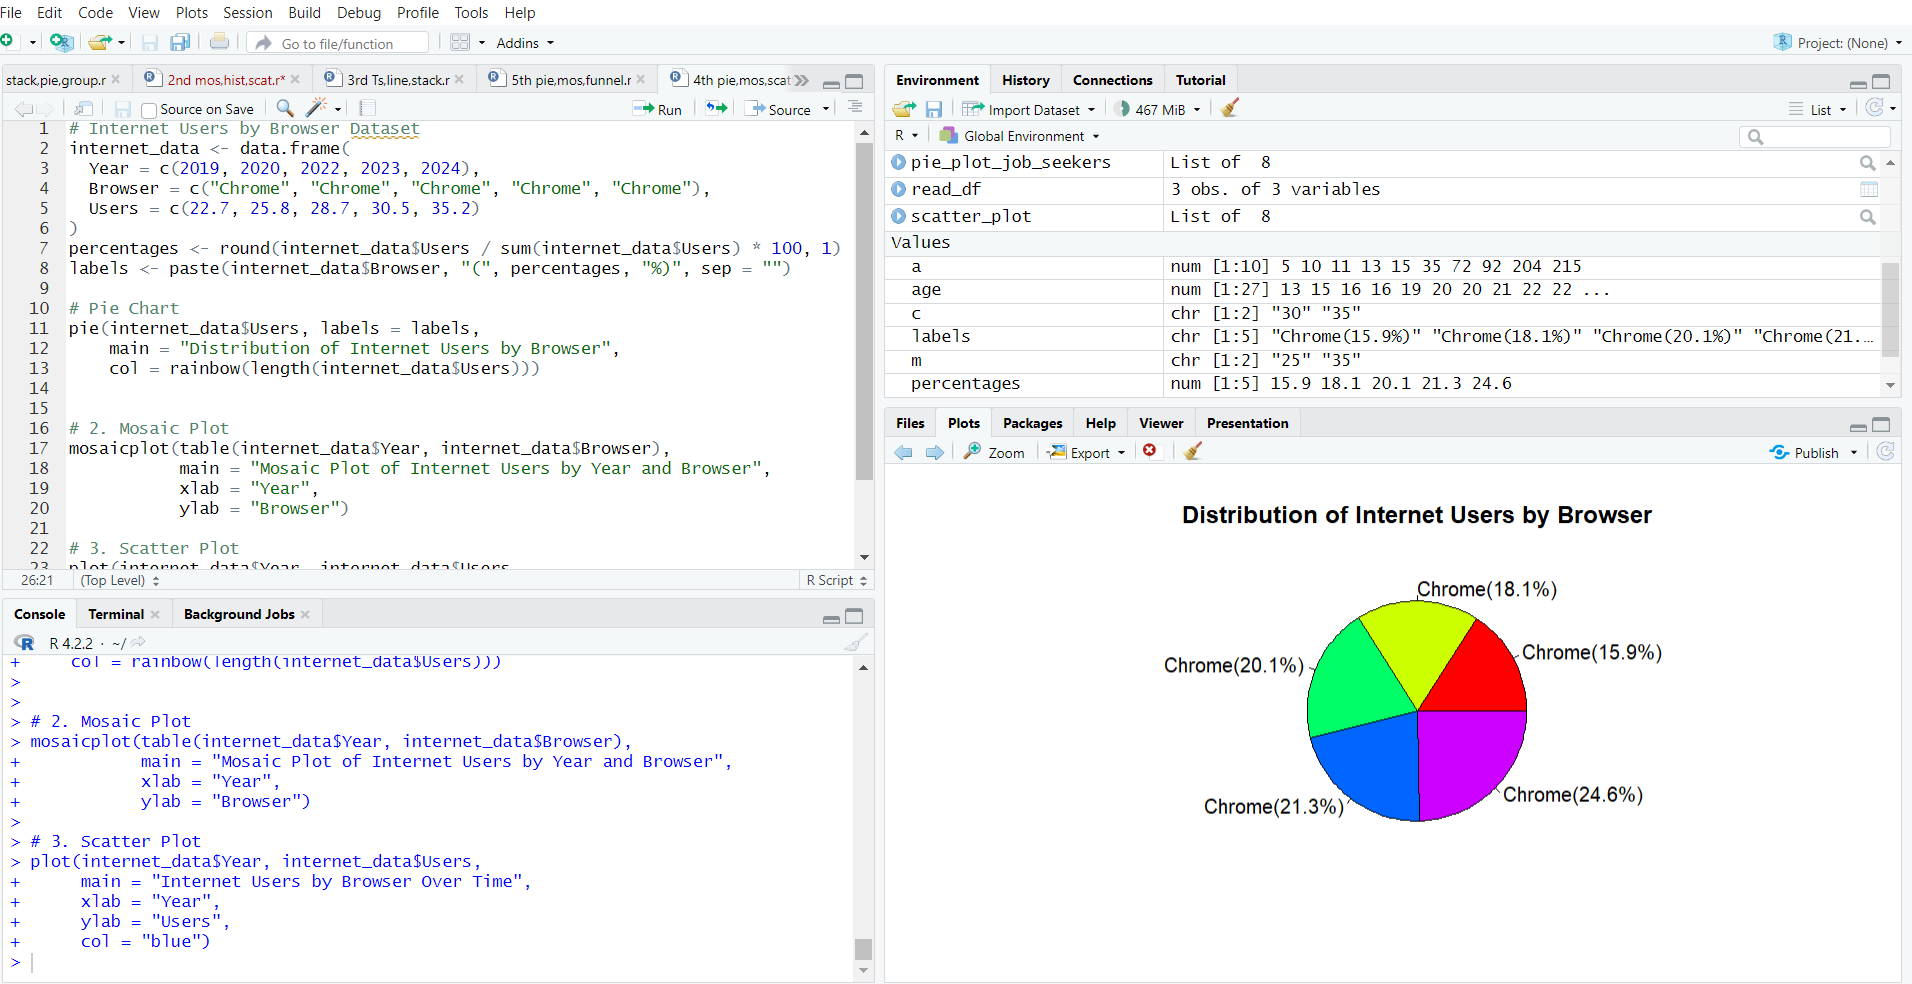 File Edit Code View Plots Session Build Debug Profile Tools Help
Go to file/function Addins Project: (None)
stack,pie,group.r 2nd mos,hist,scat.r* 3rd Ts,line,stack.r 5th pie,mos,funnel.r 4th pie,mos,scat
Source on Save Run Source
1 # Internet Users by Browser Dataset
2 internet_data <- data.frame(
3 Year = c(2019, 2020, 2022, 2023, 2024),
4 Browser = c("Chrome", "Chrome", "Chrome", "Chrome", "Chrome"),
5 Users = c(22.7, 25.8, 28.7, 30.5, 35.2)
6 )
7 percentages <- round(internet_data$Users / sum(internet_data$Users) * 100, 1)
8 labels <- paste(internet_data$Browser, "(", percentages, "%)", sep = "")
9
10 # Pie Chart
11 pie(internet_data$Users, labels = labels,
12 main = "Distribution of Internet Users by Browser",
13 col = rainbow(length(internet_data$Users)))
14
15
16 # 2. Mosaic Plot
17 mosaicplot(table(internet_data$Year, internet_data$Browser),
18 main = "Mosaic Plot of Internet Users by Year and Browser",
19 xlab = "Year",
20 ylab = "Browser")
21
22 # 3. Scatter Plot
23 plot(internet_data$Year, internet_data$Users,
26:21 (Top Level) R Script
Console Terminal Background Jobs
R 4.2.2 · ~/
+ col = rainbow(length(internet_data$Users)))
>
>
> # 2. Mosaic Plot
> mosaicplot(table(internet_data$Year, internet_data$Browser),
+ main = "Mosaic Plot of Internet Users by Year and Browser",
+ xlab = "Year",
+ ylab = "Browser")
>
> # 3. Scatter Plot
> plot(internet_data$Year, internet_data$Users,
+ main = "Internet Users by Browser Over Time",
+ xlab = "Year",
+ ylab = "Users",
+ col = "blue")
>
Environment History Connections Tutorial
Import Dataset 467 MiB List
R Global Environment
pie_plot_job_seekers List of 8
read_df 3 obs. of 3 variables
scatter_plot List of 8
Values
a num [1:10] 5 10 11 13 15 35 72 92 204 215
age num [1:27] 13 15 16 16 19 20 20 21 22 22 ...
c chr [1:2] "30" "35"
labels chr [1:5] "Chrome(15.9%)" "Chrome(18.1%)" "Chrome(20.1%)" "Chrome(21.…
m chr [1:2] "25" "35"
percentages num [1:5] 15.9 18.1 20.1 21.3 24.6
Files Plots Packages Help Viewer Presentation
Zoom Export Publish
Distribution of Internet Users by Browser
Chrome(18.1%)
Chrome(15.9%)
Chrome(20.1%)
Chrome(24.6%)
Chrome(21.3%)